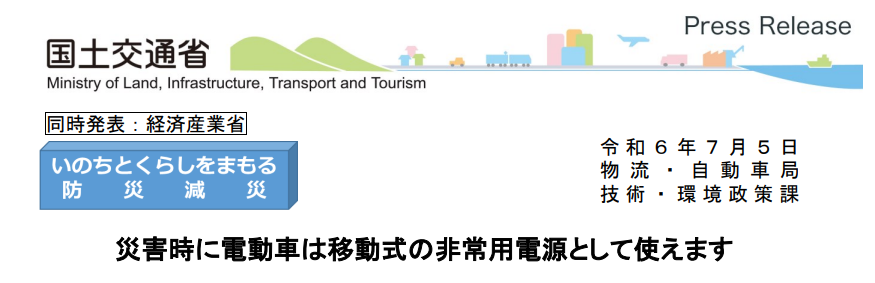 Press Release
国土交通省
Ministry of Land, Infrastructure, Transport and Tourism
同時発表：経済産業省
いのちとくらしをまもる
防 災 減 災
令和６年７月５日
物流・自動車局
技術・環境政策課
災害時に電動車は移動式の非常用電源として使えます